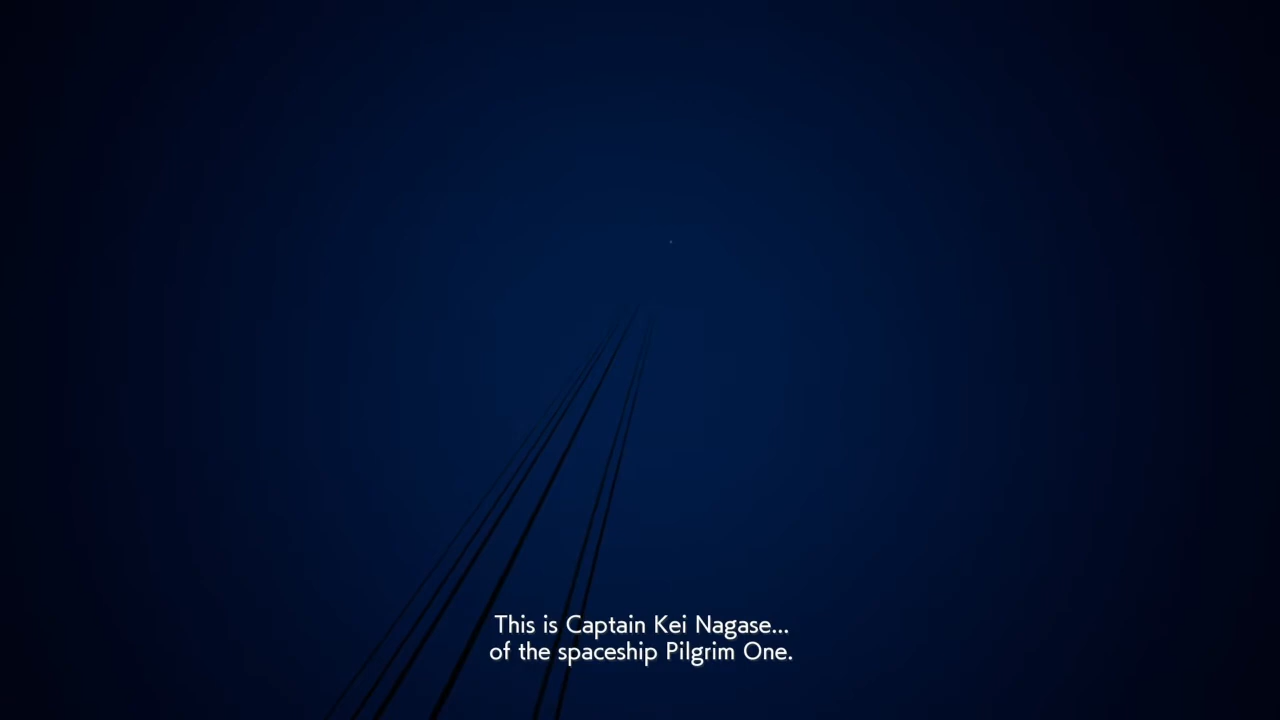 This is Captain Kei Nagase...
of the spaceship Pilgrim One.